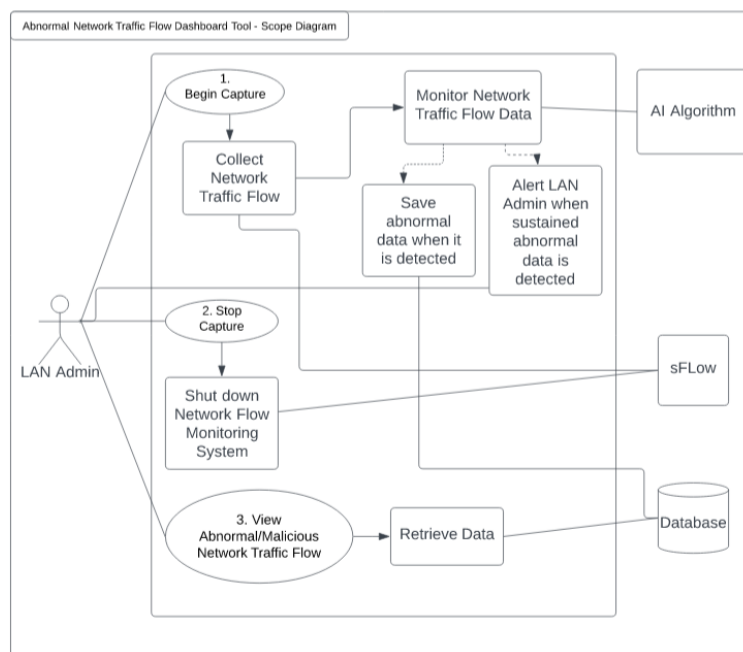 Abnormal Network Traffic Flow Dashboard Tool - Scope Diagram
1.
Begin Capture
Monitor Network
Traffic Flow Data
AI Algorithm
Collect
Network
Traffic Flow
Save
abnormal
data when it
is detected
Alert LAN
Admin when
sustained
abnormal
data is
detected
LAN Admin
2. Stop
Capture
sFLow
Shut down
Network Flow
Monitoring
System
3. View
Abnormal/Malicious
Network Traffic Flow
Retrieve Data
Database